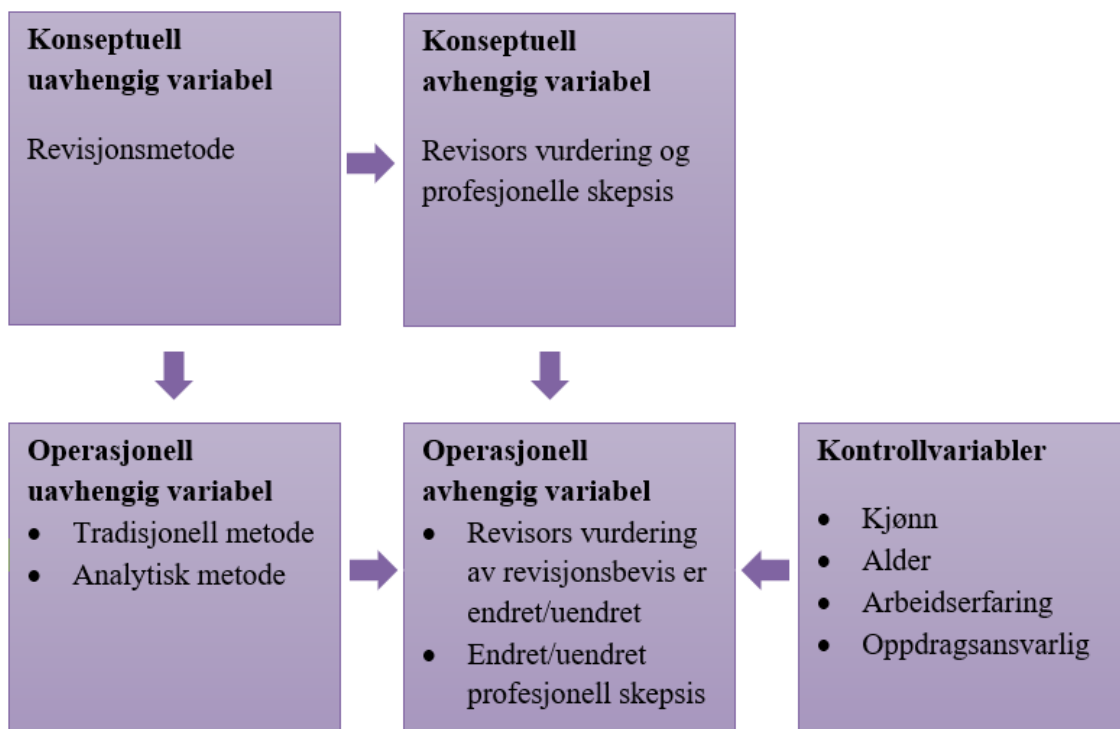 Konseptuell
uavhengig variabel
Revisjonsmetode
Konseptuell
avhengig variabel
Revisors vurdering og
profesjonelle skepsis
Operasjonell
uavhengig variabel
• Tradisjonell metode
• Analytisk metode
Operasjonell
avhengig variabel
• Revisors vurdering
av revisjonsbevis er
endret/uendret
• Endret/uendret
profesjonell skepsis
Kontrollvariabler
• Kjønn
• Alder
• Arbeidserfaring
• Oppdragsansvarlig